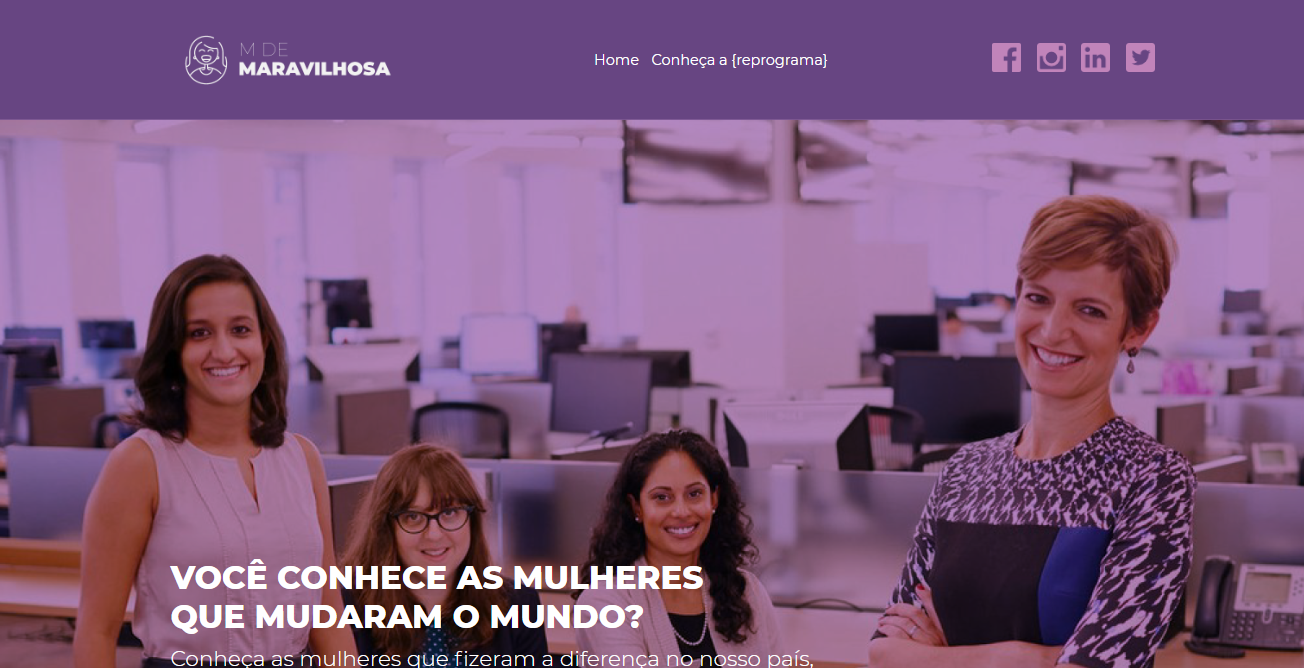 M DE
MARAVILHOSA
Home Conheça a {reprograma}
VOCÊ CONHECE AS MULHERES
QUE MUDARAM O MUNDO?
Conheça as mulheres que fizeram a diferença no nosso país,